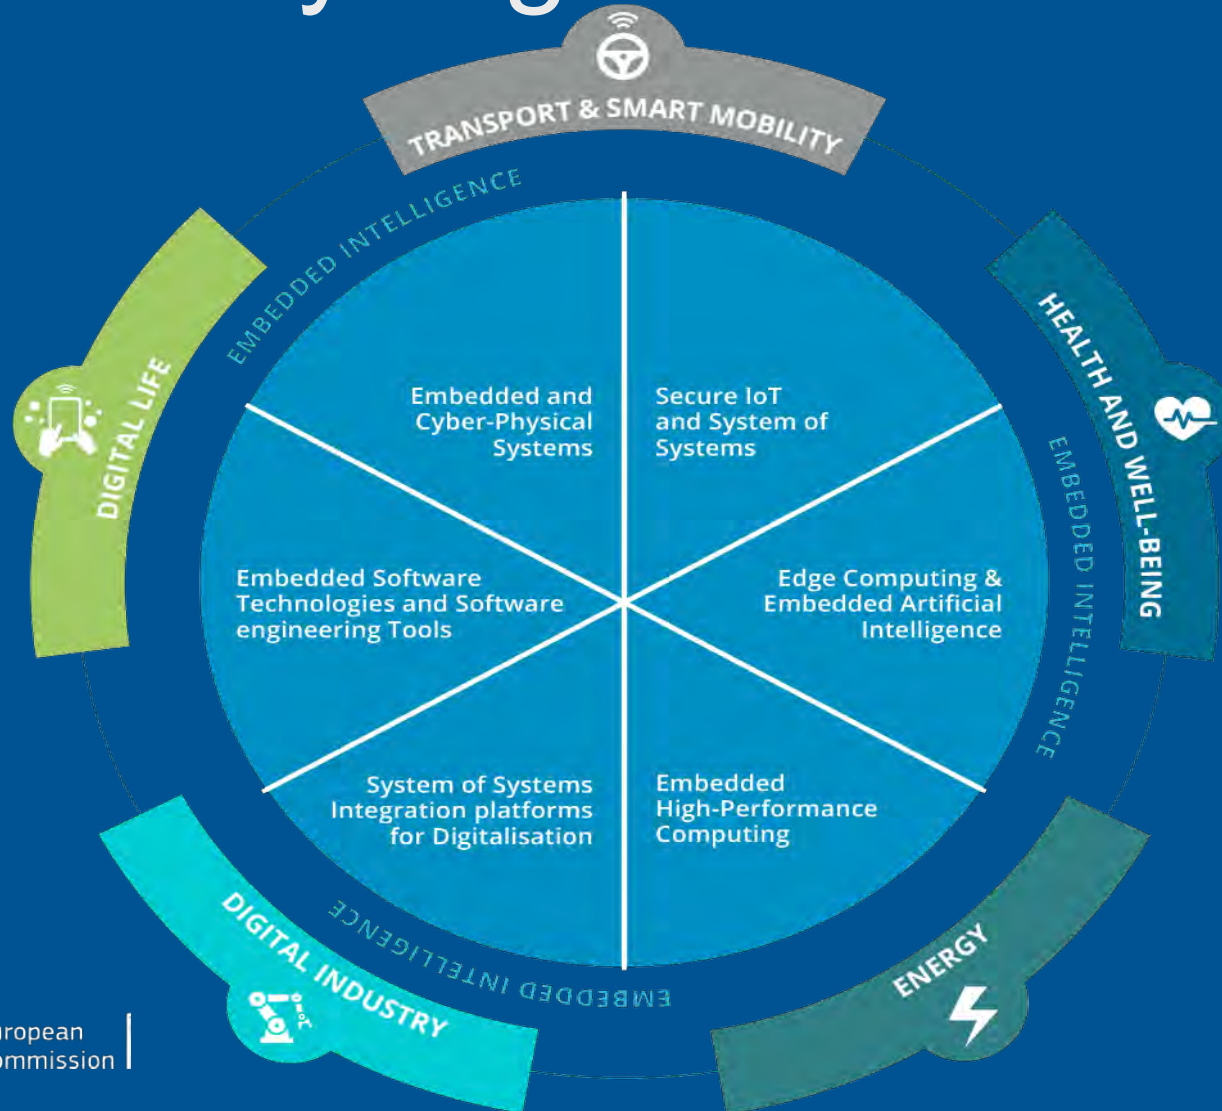 TRANSPORT & SMART MOBILITY
EMBEDDED INTELLIGENCE
HEALTH AND WELL-BEING
EMBEDDED INTELLIGENCE
DIGITAL LIFE
Embedded and
Cyber-Physical
Systems
Secure IoT
and System of
Systems
Embedded Software
Technologies and Software
engineering Tools
Edge Computing &
Embedded Artificial
Intelligence
System of Systems
Integration platforms
for Digitalisation
Embedded
High-Performance
Computing
DIGITAL INDUSTRY
EMBEDDED INTELLIGENCE
ENERGY
uropean
ommission